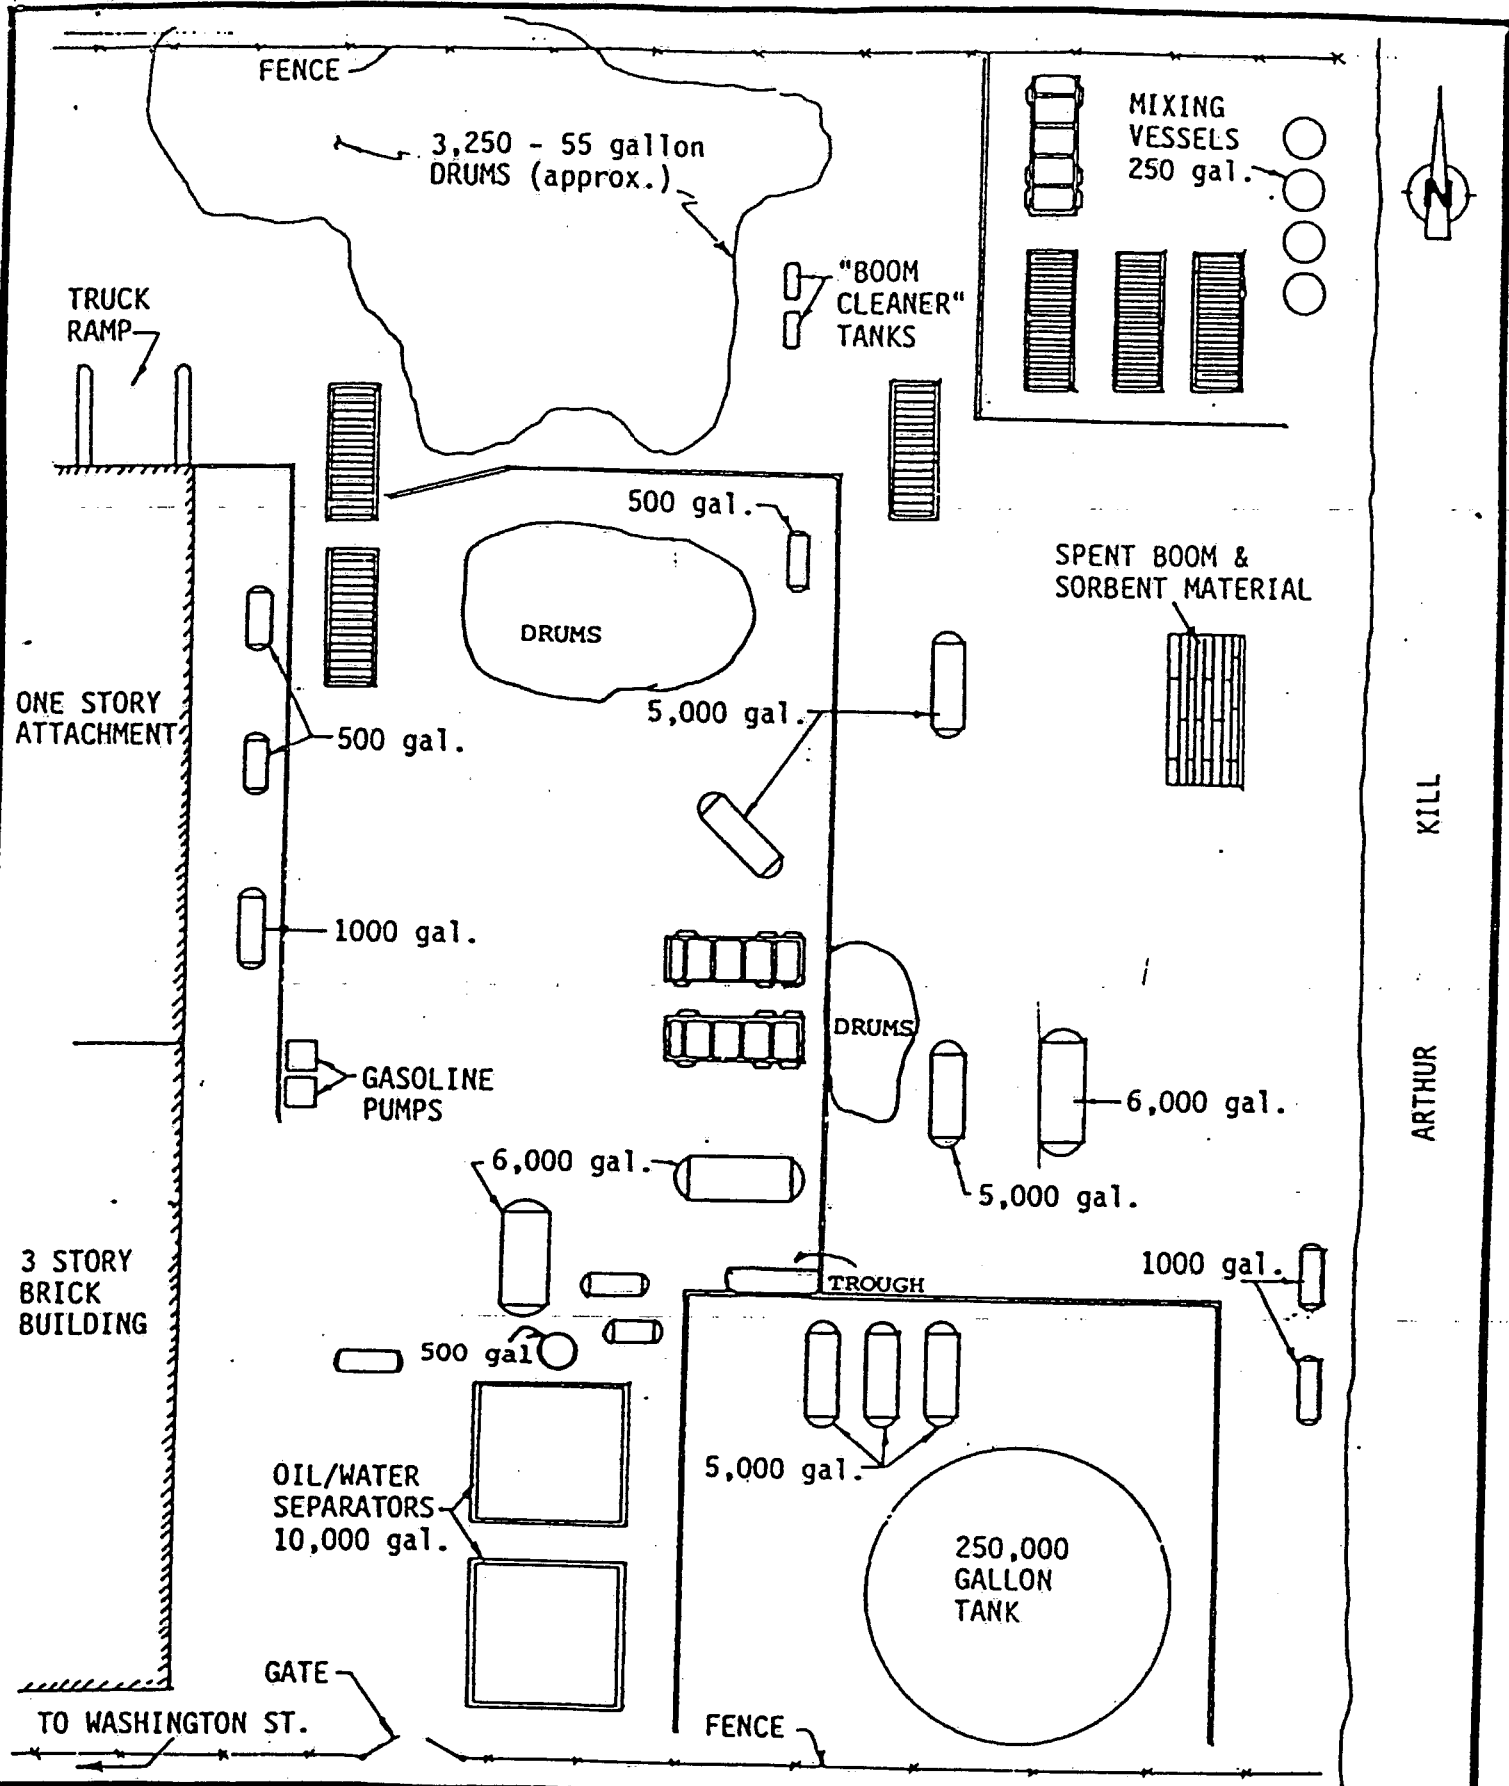 FENCE
3,250 - 55 gallon
DRUMS (approx.)
MIXING
VESSELS
250 gal.
N
"BOOM
CLEANER"
TANKS
TRUCK
RAMP
500 gal.
SPENT BOOM &
SORBENT MATERIAL
DRUMS
ONE STORY
ATTACHMENT
5,000 gal.
500 gal.
KILL
1000 gal.
DRUMS
ARTHUR
GASOLINE
PUMPS
6,000 gal.
6,000 gal.
5,000 gal.
3 STORY
BRICK
BUILDING
1000 gal.
TROUGH
500 gal
5,000 gal.
OIL/WATER
SEPARATORS
10,000 gal.
250,000
GALLON
TANK
GATE
TO WASHINGTON ST.
FENCE